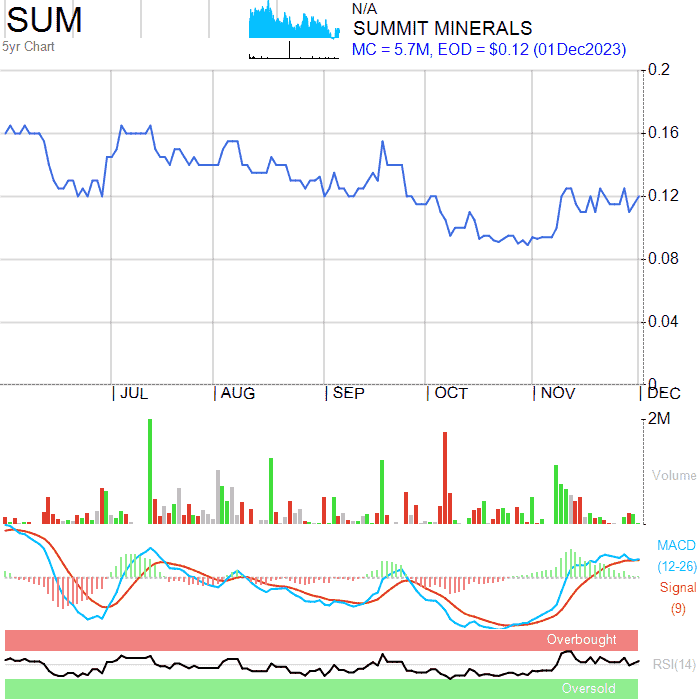 SUM
5yr Chart
N/A
SUMMIT MINERALS
MC = 5.7M, EOD = $0.12 (01Dec2023)
0.2
0.16
0.12
0.08
0.04
0
JUL AUG SEP OCT NOV DEC
2M
Volume
MACD
(12-26)
Signal
(9)
Overbought
RSI(14)
Oversold